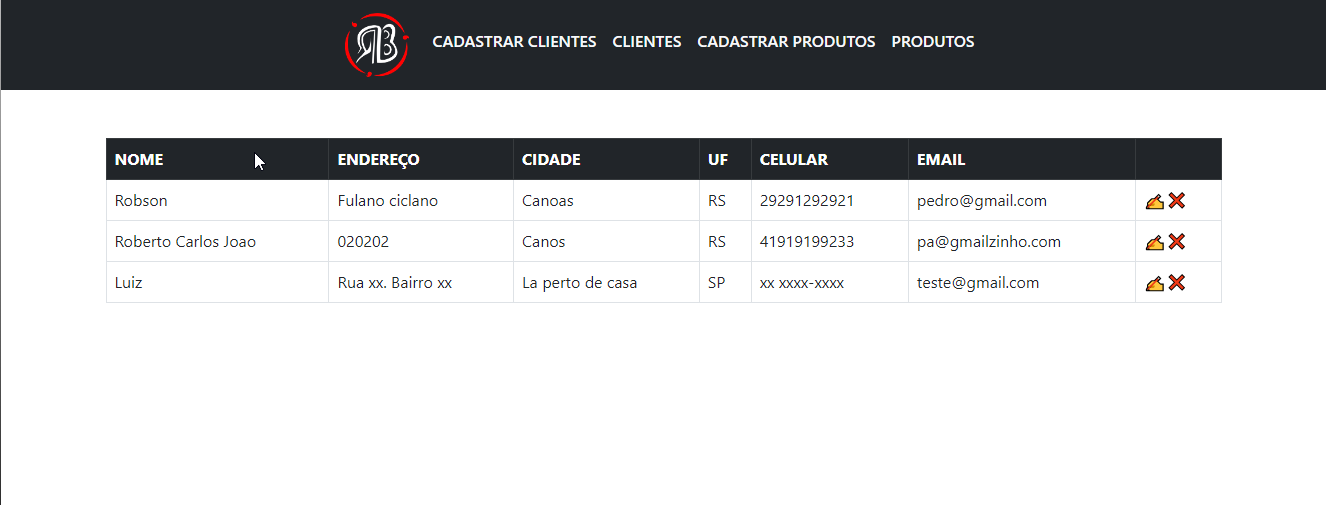 CADASTRAR CLIENTES CLIENTES CADASTRAR PRODUTOS PRODUTOS
NOME ENDEREÇO CIDADE UF CELULAR EMAIL
Robson Fulano ciclano Canoas RS 29291292921 pedro@gmail.com
Roberto Carlos Joao 020202 Canos RS 41919199233 pa@gmailzinho.com
Luiz Rua xx. Bairro xx La perto de casa SP xx xxxx-xxxx teste@gmail.com